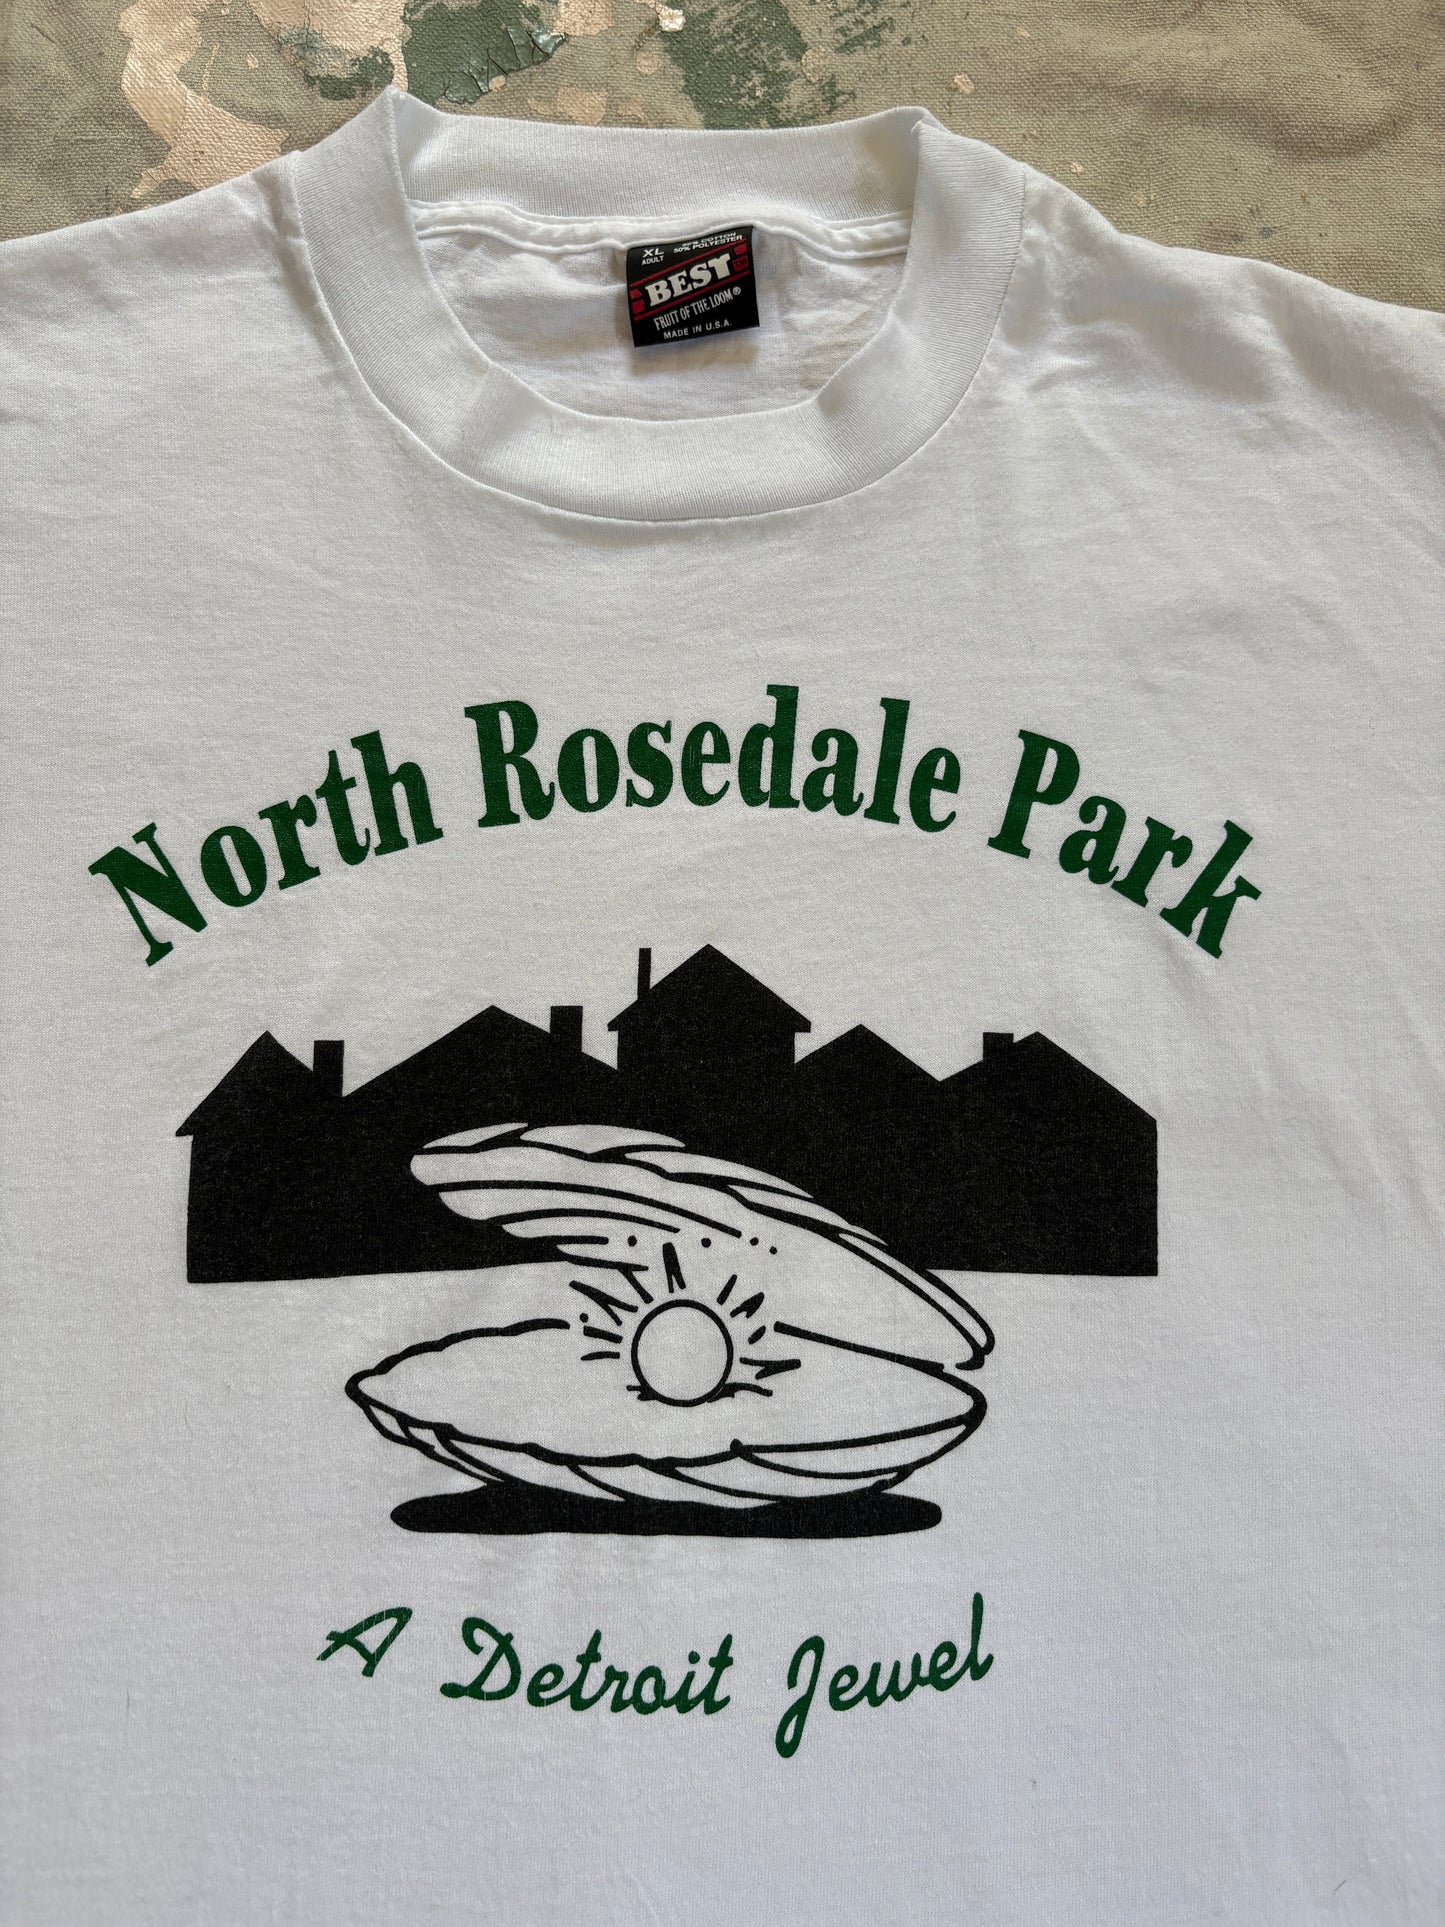 XL 50% COTTON
ADULT 50% POLYESTER
BEST
FRUIT OF THE LOOM®
MADE IN U.S.A.
North Rosedale Park
A Detroit Jewel